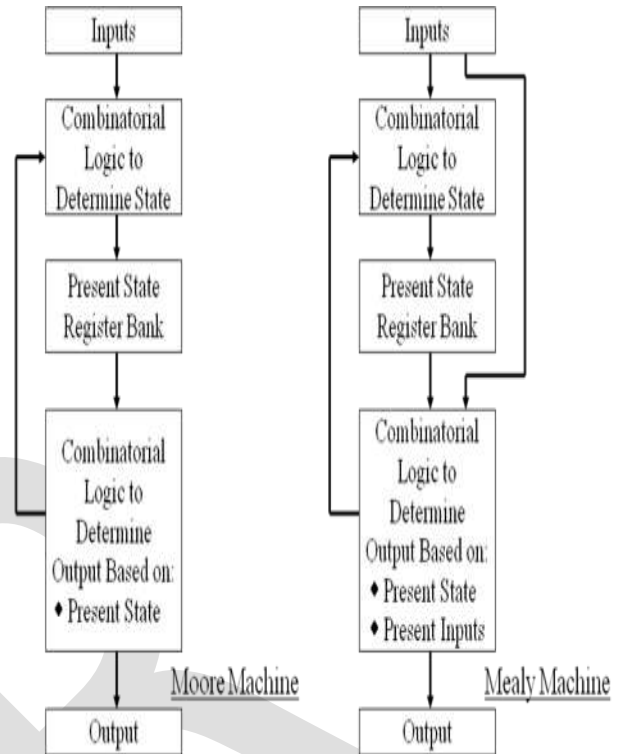 Inputs
Combinatorial
Logic to
Determine State
Present State
Register Bank
Combinatorial
Logic to
Determine
Output Based on:
♦ Present State
Moore Machine
Output
Inputs
Combinatorial
Logic to
Determine State
Present State
Register Bank
Combinatorial
Logic to
Determine
Output Based on:
♦ Present State
♦ Present Inputs
Mealy Machine
Output